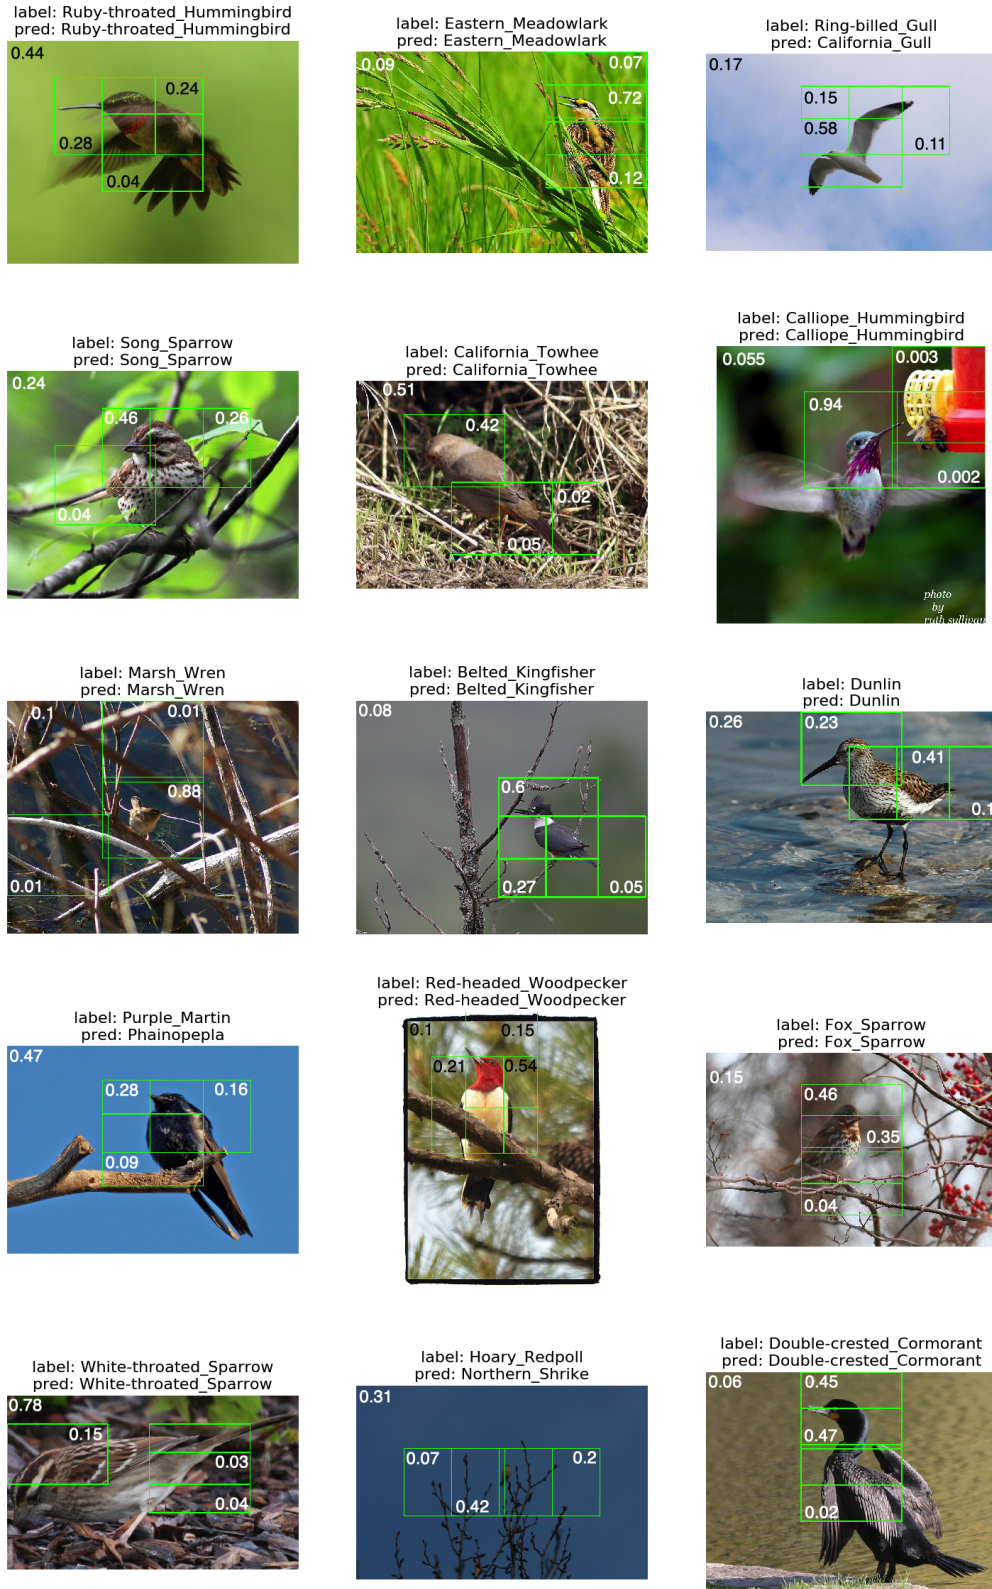 label: Ruby-throated_Hummingbird
pred: Ruby-throated_Hummingbird
0.44
0.24
0.28
0.04
label: Eastern_Meadowlark
pred: Eastern_Meadowlark
0.09
0.07
0.72
0.12
label: Ring-billed_Gull
pred: California_Gull
0.17
0.15
0.58
0.11
label: Song_Sparrow
pred: Song_Sparrow
0.24
0.46
0.26
0.04
label: California_Towhee
pred: California_Towhee
0.51
0.42
0.02
0.05
label: Calliope_Hummingbird
pred: Calliope_Hummingbird
0.055
0.003
0.94
0.002
photo
by
ruth sullivan
label: Marsh_Wren
pred: Marsh_Wren
0.1
0.01
0.88
0.01
label: Belted_Kingfisher
pred: Belted_Kingfisher
0.08
0.6
0.27
0.05
label: Dunlin
pred: Dunlin
0.26
0.23
0.41
0.1
label: Purple_Martin
pred: Phainopepla
0.47
0.28
0.16
0.09
label: Red-headed_Woodpecker
pred: Red-headed_Woodpecker
0.1
0.15
0.21
0.54
label: Fox_Sparrow
pred: Fox_Sparrow
0.15
0.46
0.35
0.04
label: White-throated_Sparrow
pred: White-throated_Sparrow
0.78
0.15
0.03
0.04
label: Hoary_Redpoll
pred: Northern_Shrike
0.31
0.07
0.2
0.42
label: Double-crested_Cormorant
pred: Double-crested_Cormorant
0.06
0.45
0.47
0.02